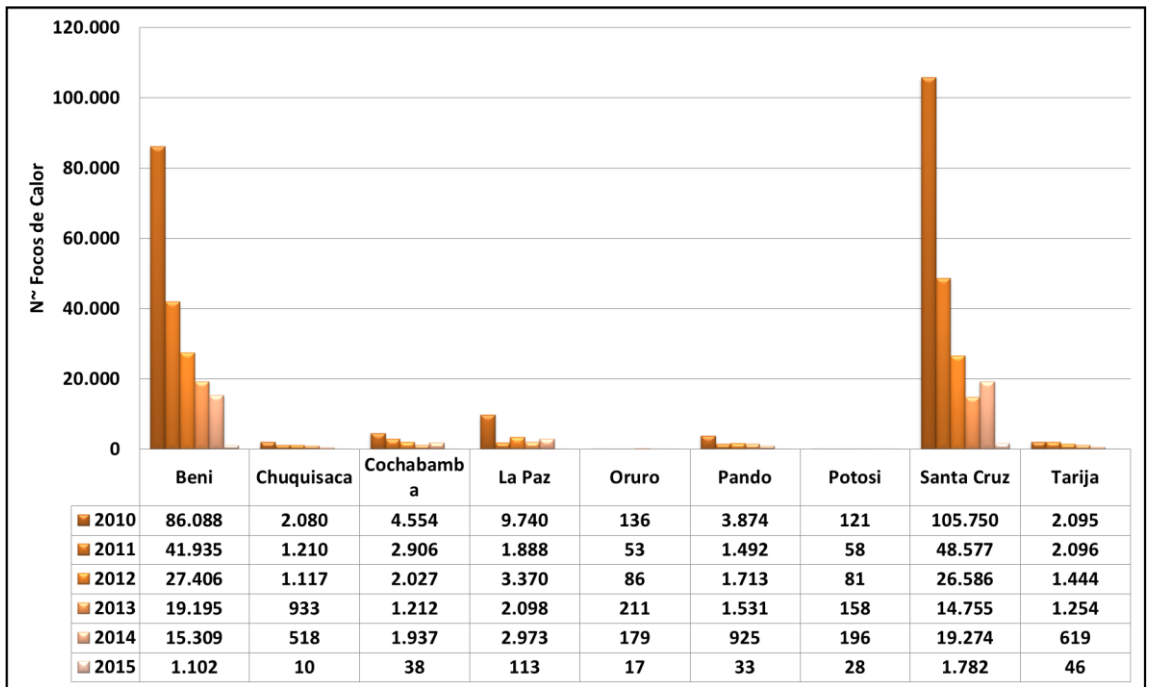 120.000
100.000
80.000
60.000
40.000
20.000
0
N~ Focos de Calor
Beni Chuquisaca Cochabamb
a La Paz Oruro Pando Potosi Santa Cruz Tarija
2010 86.088 2.080 4.554 9.740 136 3.874 121 105.750 2.095
2011 41.935 1.210 2.906 1.888 53 1.492 58 48.577 2.096
2012 27.406 1.117 2.027 3.370 86 1.713 81 26.586 1.444
2013 19.195 933 1.212 2.098 211 1.531 158 14.755 1.254
2014 15.309 518 1.937 2.973 179 925 196 19.274 619
2015 1.102 10 38 113 17 33 28 1.782 46